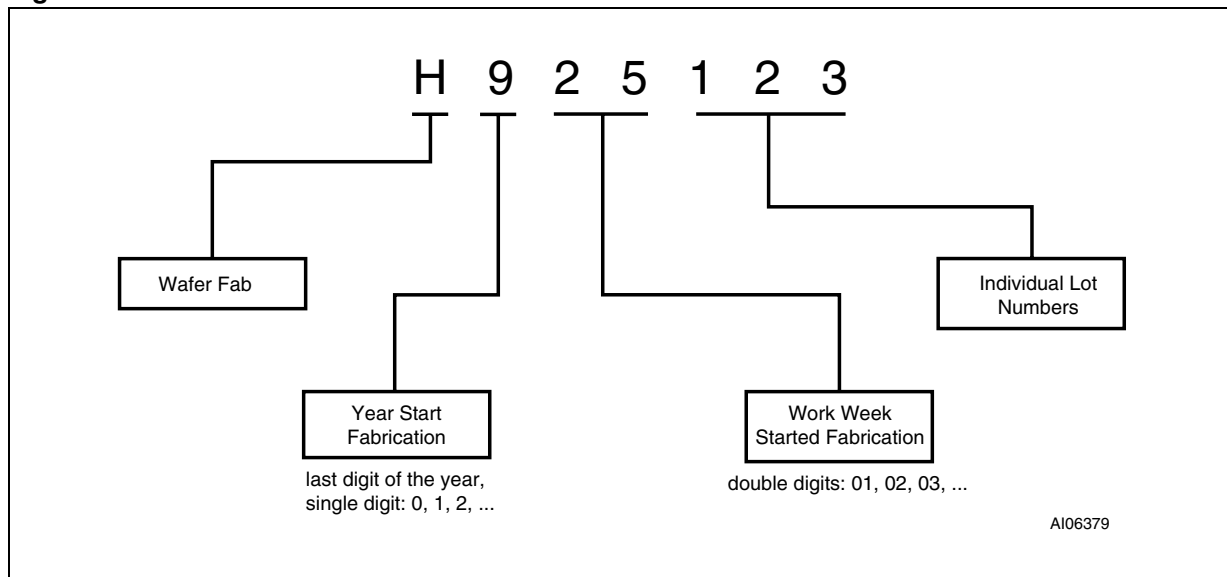 H 9 2 5 1 2 3
Wafer Fab
Individual Lot
Numbers
Year Start
Fabrication
Work Week
Started Fabrication
last digit of the year,
single digit: 0, 1, 2, ...
double digits: 01, 02, 03, ...
AI06379